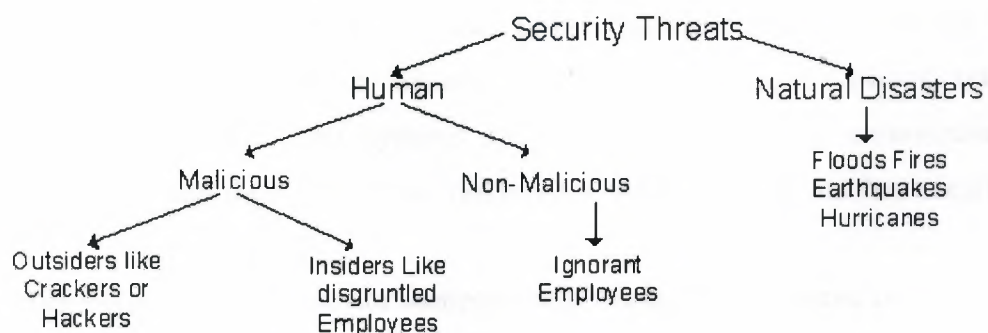 Security Threats
Human
Natural Disasters
Malicious
Non-Malicious
Floods Fires
Earthquakes
Hurricanes
Outsiders like
Crackers or
Hackers
Insiders Like
disgruntled
Employees
Ignorant
Employees